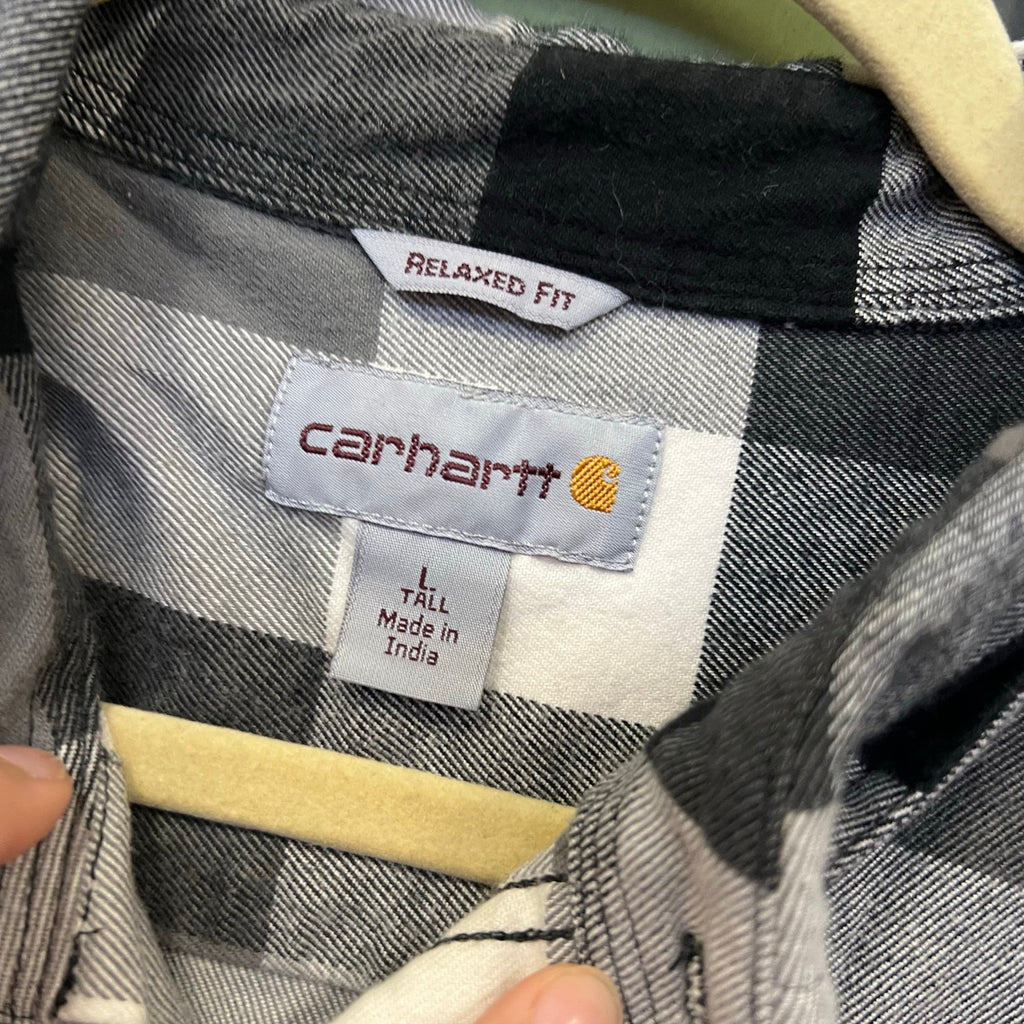 RELAXED FIT
carhartt
L
TALL
Made in
India